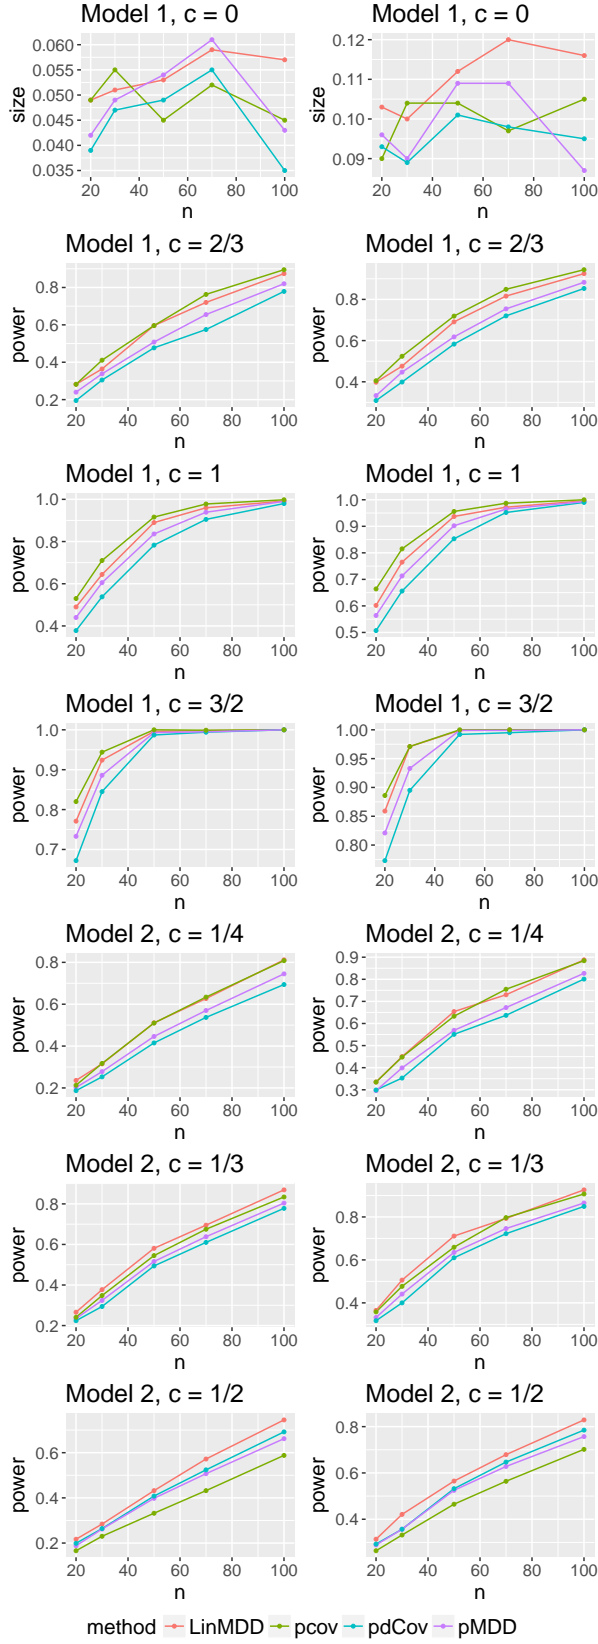 Model 1, c = 0
0.060
0.055
0.050
0.045
0.040
0.035
size
20 40 60 80 100
n
Model 1, c = 0
0.12
0.11
0.10
0.09
size
20 40 60 80 100
n
Model 1, c = 2/3
0.8
0.6
0.4
0.2
power
20 40 60 80 100
n
Model 1, c = 2/3
0.8
0.6
0.4
power
20 40 60 80 100
n
Model 1, c = 1
1.0
0.8
0.6
0.4
power
20 40 60 80 100
n
Model 1, c = 1
1.0
0.9
0.8
0.7
0.6
0.5
power
20 40 60 80 100
n
Model 1, c = 3/2
1.0
0.9
0.8
0.7
power
20 40 60 80 100
n
Model 1, c = 3/2
1.00
0.95
0.90
0.85
0.80
power
20 40 60 80 100
n
Model 2, c = 1/4
0.8
0.6
0.4
0.2
power
20 40 60 80 100
n
Model 2, c = 1/4
0.9
0.8
0.7
0.6
0.5
0.4
0.3
power
20 40 60 80 100
n
Model 2, c = 1/3
0.8
0.6
0.4
0.2
power
20 40 60 80 100
n
Model 2, c = 1/3
0.8
0.6
0.4
power
20 40 60 80 100
n
Model 2, c = 1/2
0.6
0.4
0.2
power
20 40 60 80 100
n
Model 2, c = 1/2
0.8
0.6
0.4
power
20 40 60 80 100
n
method LinMDD pcov pdCov pMDD